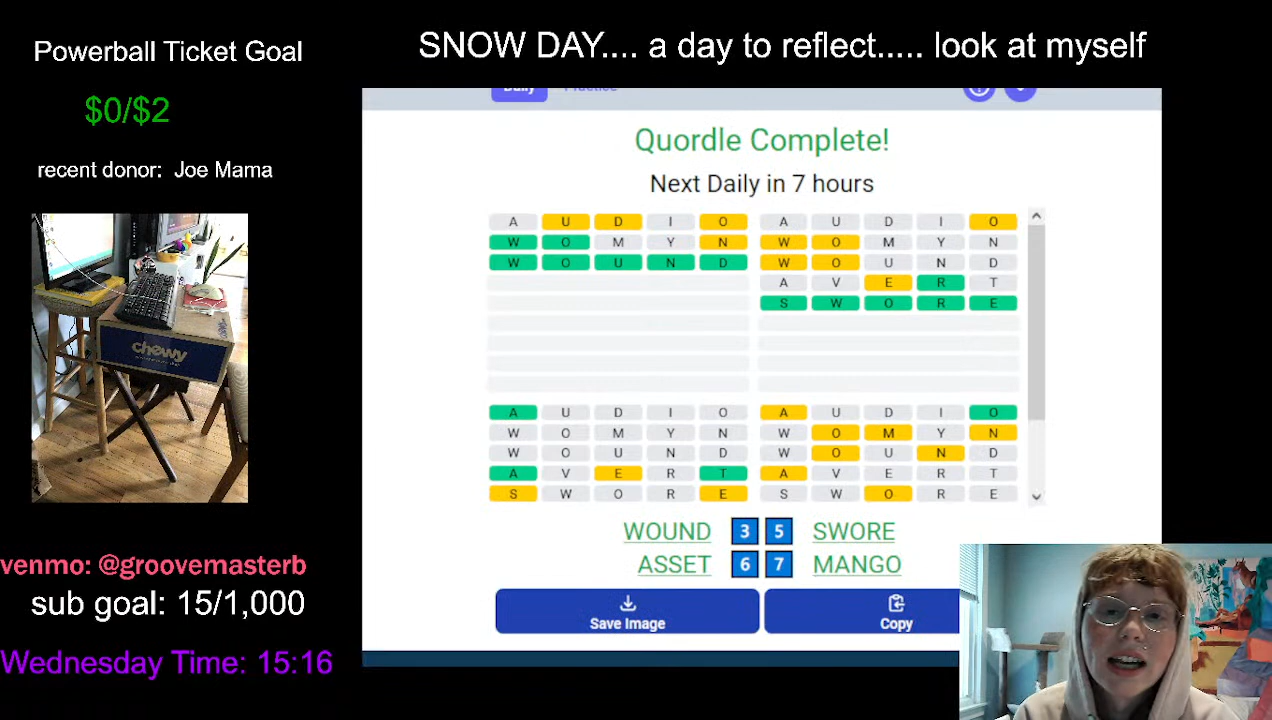 Powerball Ticket Goal
$0/$2
recent donor: Joe Mama
chewy
venmo: @groovemasterb
sub goal: 15/1,000
Wednesday Time: 15:16
SNOW DAY.... a day to reflect..... look at myself
Daily Practice
Quordle Complete!
Next Daily in 7 hours
A U D I O A U D I O
W O M Y N W O M Y N
W O U N D W O U N D
A V E R T
S W O R E
A U D I O A U D I O
W O M Y N W O M Y N
W O U N D W O U N D
A V E R T A V E R T
S W O R E S W O R E
WOUND 3 5 SWORE
ASSET 6 7 MANGO
Save Image Copy